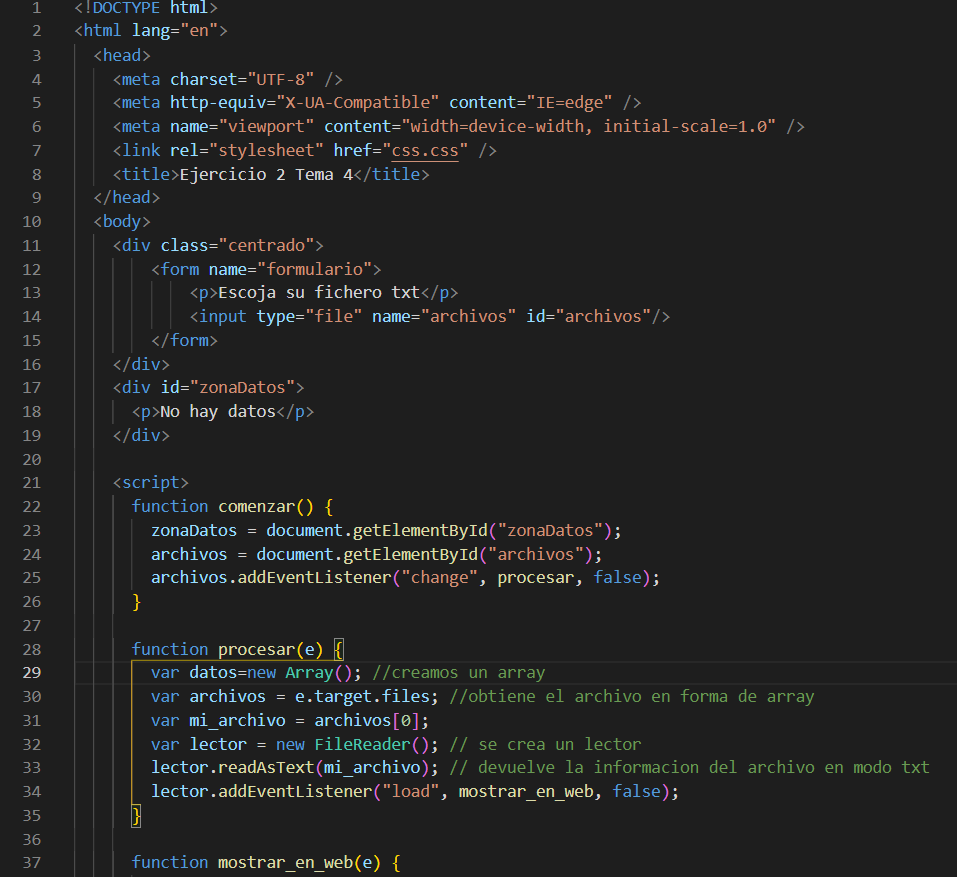 1 <!DOCTYPE html>
2 <html lang="en">
3 <head>
4 <meta charset="UTF-8" />
5 <meta http-equiv="X-UA-Compatible" content="IE=edge" />
6 <meta name="viewport" content="width=device-width, initial-scale=1.0" />
7 <link rel="stylesheet" href="css.css" />
8 <title>Ejercicio 2 Tema 4</title>
9 </head>
10 <body>
11 <div class="centrado">
12 <form name="formulario">
13 <p>Escoja su fichero txt</p>
14 <input type="file" name="archivos" id="archivos"/>
15 </form>
16 </div>
17 <div id="zonaDatos">
18 <p>No hay datos</p>
19 </div>
20
21 <script>
22 function comenzar() {
23 zonaDatos = document.getElementById("zonaDatos");
24 archivos = document.getElementById("archivos");
25 archivos.addEventListener("change", procesar, false);
26 }
27
28 function procesar(e) {
29 var datos=new Array(); //creamos un array
30 var archivos = e.target.files; //obtiene el archivo en forma de array
31 var mi_archivo = archivos[0];
32 var lector = new FileReader(); // se crea un lector
33 lector.readAsText(mi_archivo); // devuelve la informacion del archivo en modo txt
34 lector.addEventListener("load", mostrar_en_web, false);
35 }
36
37 function mostrar_en_web(e) {